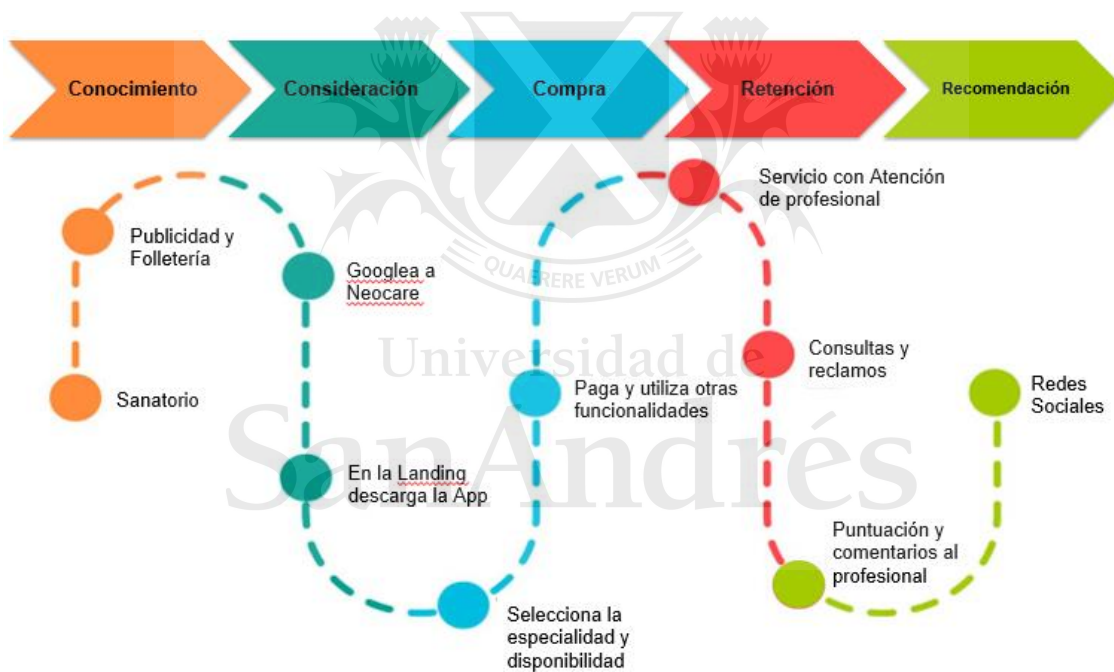 Conocimiento
Consideración
Compra
Retención
Recomendación
Servicio con Atención
de profesional
Publicidad y
Folletería
Googlea a
Neocare
QUAERERE VERUM
Universidad de
SanAndrés
Consultas y
reclamos
Sanatorio
Paga y utiliza otras
funcionalidades
Redes
Sociales
En la Landing
descarga la App
Puntuación y
comentarios al
profesional
Selecciona la
especialidad y
disponibilidad